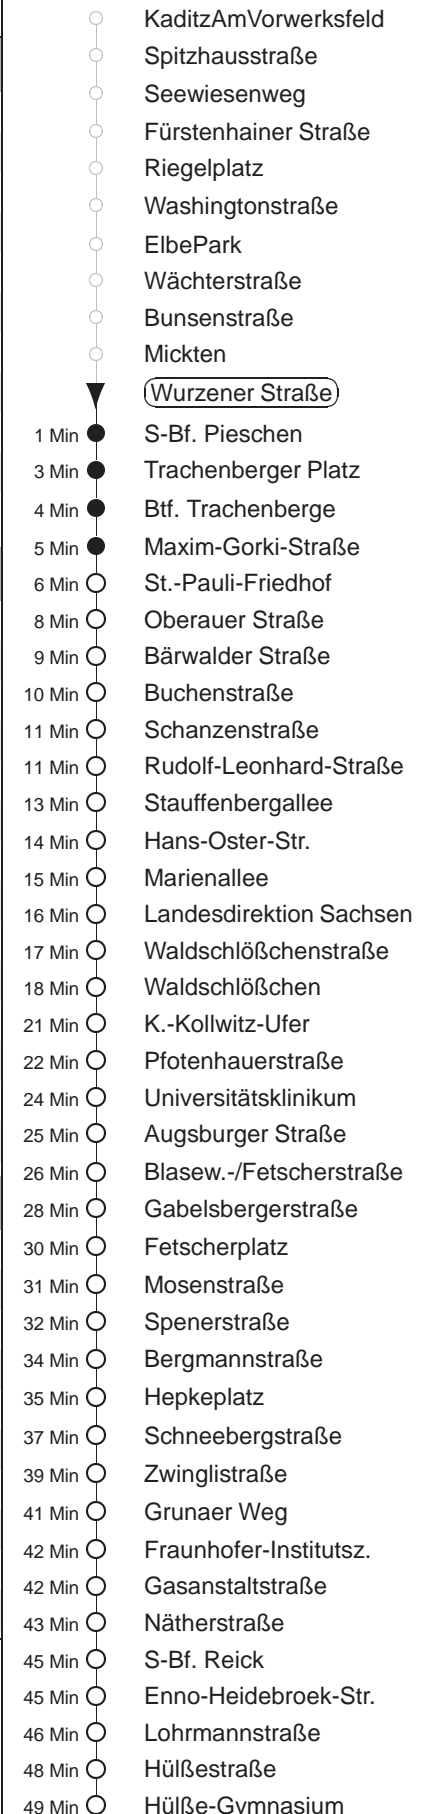 KaditzAmVorwerksfeld
Spitzhausstraße
Seewiesenweg
Fürstenhainer Straße
Riegelplatz
Washingtonstraße
ElbePark
Wächterstraße
Bunsenstraße
Mickten
Wurzener Straße
1 Min S-Bf. Pieschen
3 Min Trachenberger Platz
4 Min Btf. Trachenberge
5 Min Maxim-Gorki-Straße
6 Min St.-Pauli-Friedhof
8 Min Oberauer Straße
9 Min Bärwalder Straße
10 Min Buchenstraße
11 Min Schanzenstraße
11 Min Rudolf-Leonhard-Straße
13 Min Stauffenbergallee
14 Min Hans-Oster-Str.
15 Min Marienallee
16 Min Landesdirektion Sachsen
17 Min Waldschlößchenstraße
18 Min Waldschlößchen
21 Min K.-Kollwitz-Ufer
22 Min Pfotenhauerstraße
24 Min Universitätsklinikum
25 Min Augsburger Straße
26 Min Blasew.-/Fetscherstraße
28 Min Gabelsbergerstraße
30 Min Fetscherplatz
31 Min Mosenstraße
32 Min Spenerstraße
34 Min Bergmannstraße
35 Min Hepkeplatz
37 Min Schneebergstraße
39 Min Zwinglistraße
41 Min Grunaer Weg
42 Min Fraunhofer-Institutsz.
42 Min Gasanstaltstraße
43 Min Nätherstraße
45 Min S-Bf. Reick
45 Min Enno-Heidebroek-Str.
46 Min Lohrmannstraße
48 Min Hülßestraße
49 Min Hülße-Gymnasium